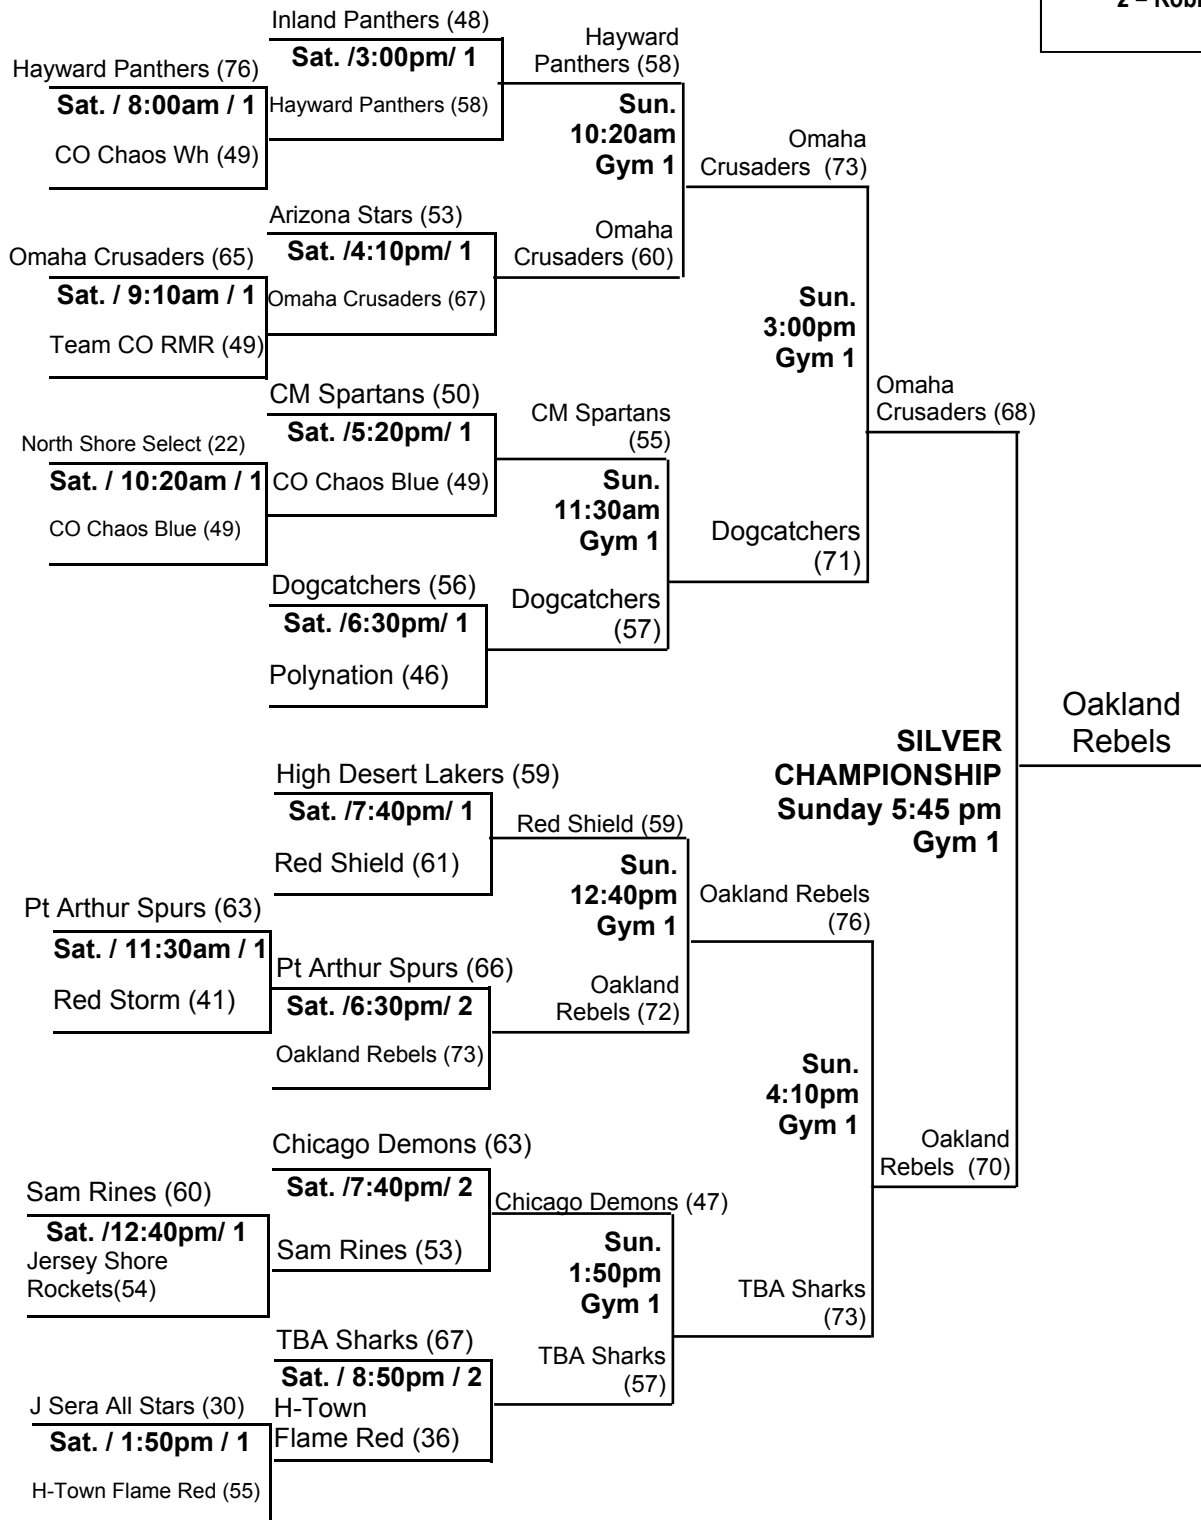 2 – Robi
Inland Panthers (48)
Sat. /3:00pm/ 1
Hayward Panthers (58)
Hayward Panthers (76)
Sat. / 8:00am / 1
CO Chaos Wh (49)
Hayward
Panthers (58)
Sun.
10:20am
Gym 1
Omaha
Crusaders (60)
Omaha
Crusaders (73)
Arizona Stars (53)
Sat. /4:10pm/ 1
Omaha Crusaders (67)
Omaha Crusaders (65)
Sat. / 9:10am / 1
Team CO RMR (49)
Sun.
3:00pm
Gym 1
Omaha
Crusaders (68)
CM Spartans (50)
Sat. /5:20pm/ 1
CO Chaos Blue (49)
North Shore Select (22)
Sat. / 10:20am / 1
CO Chaos Blue (49)
CM Spartans
(55)
Sun.
11:30am
Gym 1
Dogcatchers
(57)
Dogcatchers
(71)
Dogcatchers (56)
Sat. /6:30pm/ 1
Polynation (46)
Oakland
Rebels
SILVER
CHAMPIONSHIP
Sunday 5:45 pm
Gym 1
High Desert Lakers (59)
Sat. /7:40pm/ 1
Red Shield (61)
Red Shield (59)
Sun.
12:40pm
Gym 1
Oakland
Rebels (72)
Oakland Rebels
(76)
Pt Arthur Spurs (63)
Sat. / 11:30am / 1
Red Storm (41)
Pt Arthur Spurs (66)
Sat. /6:30pm/ 2
Oakland Rebels (73)
Sun.
4:10pm
Gym 1
Oakland
Rebels (70)
Chicago Demons (63)
Sat. /7:40pm/ 2
Sam Rines (53)
Sam Rines (60)
Sat. /12:40pm/ 1
Jersey Shore
Rockets(54)
Chicago Demons (47)
Sun.
1:50pm
Gym 1
TBA Sharks
(57)
TBA Sharks
(73)
TBA Sharks (67)
Sat. / 8:50pm / 2
H-Town
Flame Red (36)
J Sera All Stars (30)
Sat. / 1:50pm / 1
H-Town Flame Red (55)